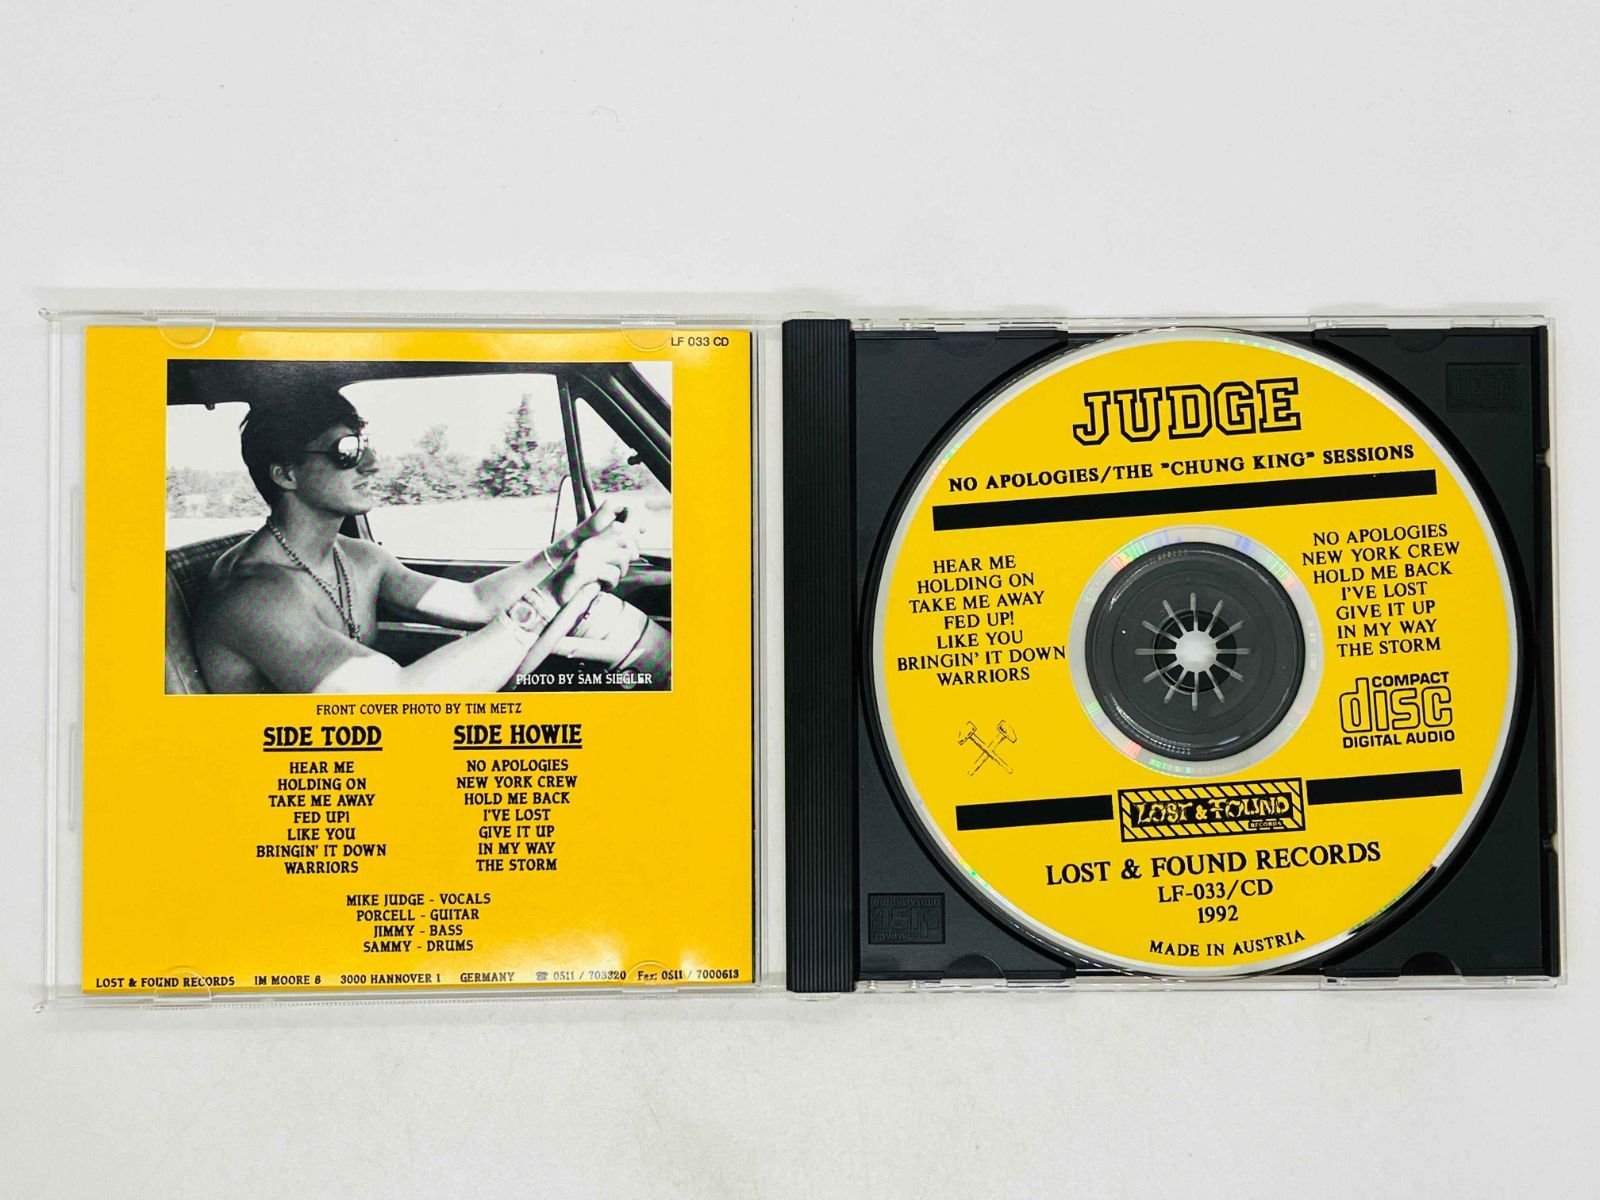 LF 033 CD
PHOTO BY SAM SIEGLER
FRONT COVER PHOTO BY TIM METZ
SIDE TODD
HEAR ME
HOLDING ON
TAKE ME AWAY
FED UP!
LIKE YOU
BRINGIN' IT DOWN
WARRIORS
SIDE HOWIE
NO APOLOGIES
NEW YORK CREW
HOLD ME BACK
I'VE LOST
GIVE IT UP
IN MY WAY
THE STORM
MIKE JUDGE - VOCALS
PORCELL - GUITAR
JIMMY - BASS
SAMMY - DRUMS
LOST & FOUND RECORDS IM MOORE 8 3000 HANNOVER 1 GERMANY ☎ 0511 / 703320 Fax: 0511 / 7000613
JUDGE
NO APOLOGIES/THE "CHUNG KING" SESSIONS
HEAR ME
HOLDING ON
TAKE ME AWAY
FED UP!
LIKE YOU
BRINGIN' IT DOWN
WARRIORS
NO APOLOGIES
NEW YORK CREW
HOLD ME BACK
I'VE LOST
GIVE IT UP
IN MY WAY
THE STORM
COMPACT
disc
DIGITAL AUDIO
LOST & FOUND
RECORDS
LOST & FOUND RECORDS
LF-033/CD
1992
MADE IN AUSTRIA